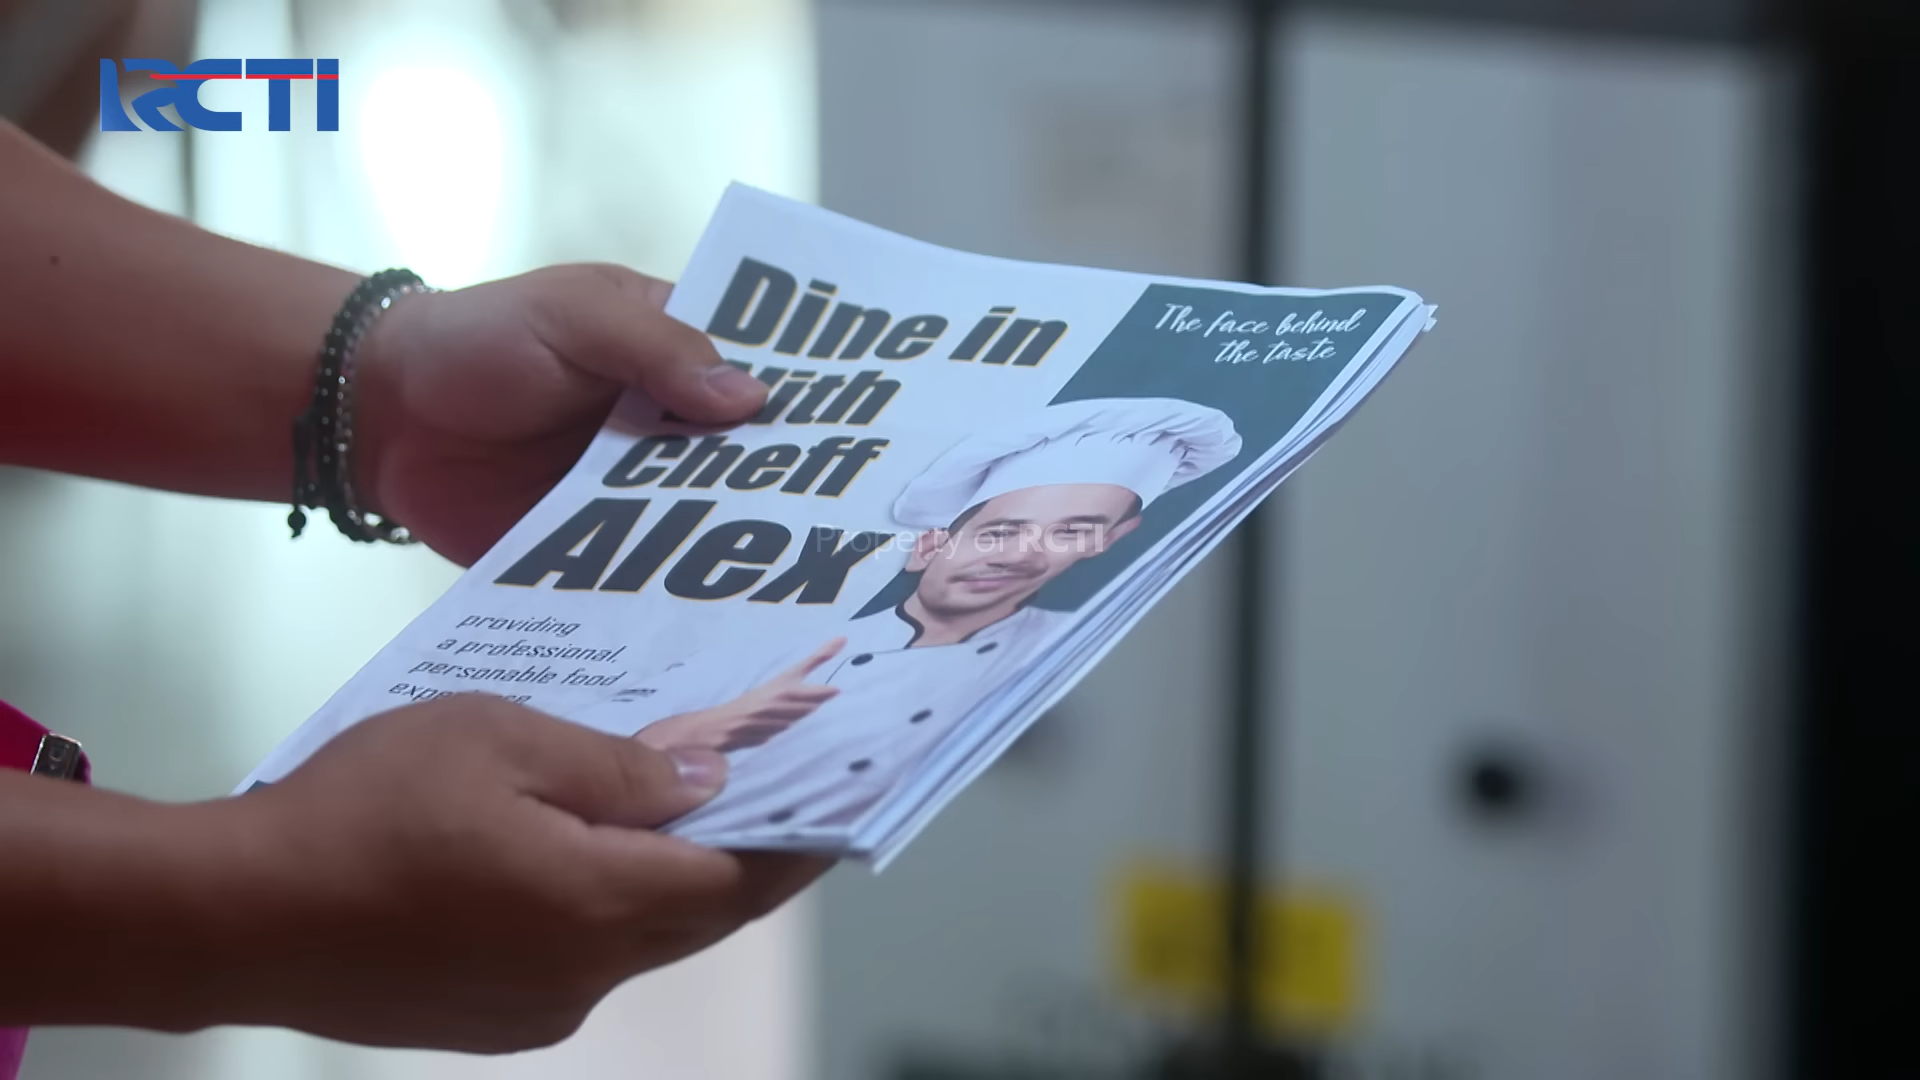 RCTI
Dine in
With
Cheff
Alex
The face behind
the taste
Property of RCTI
providing
a professional,
personable food